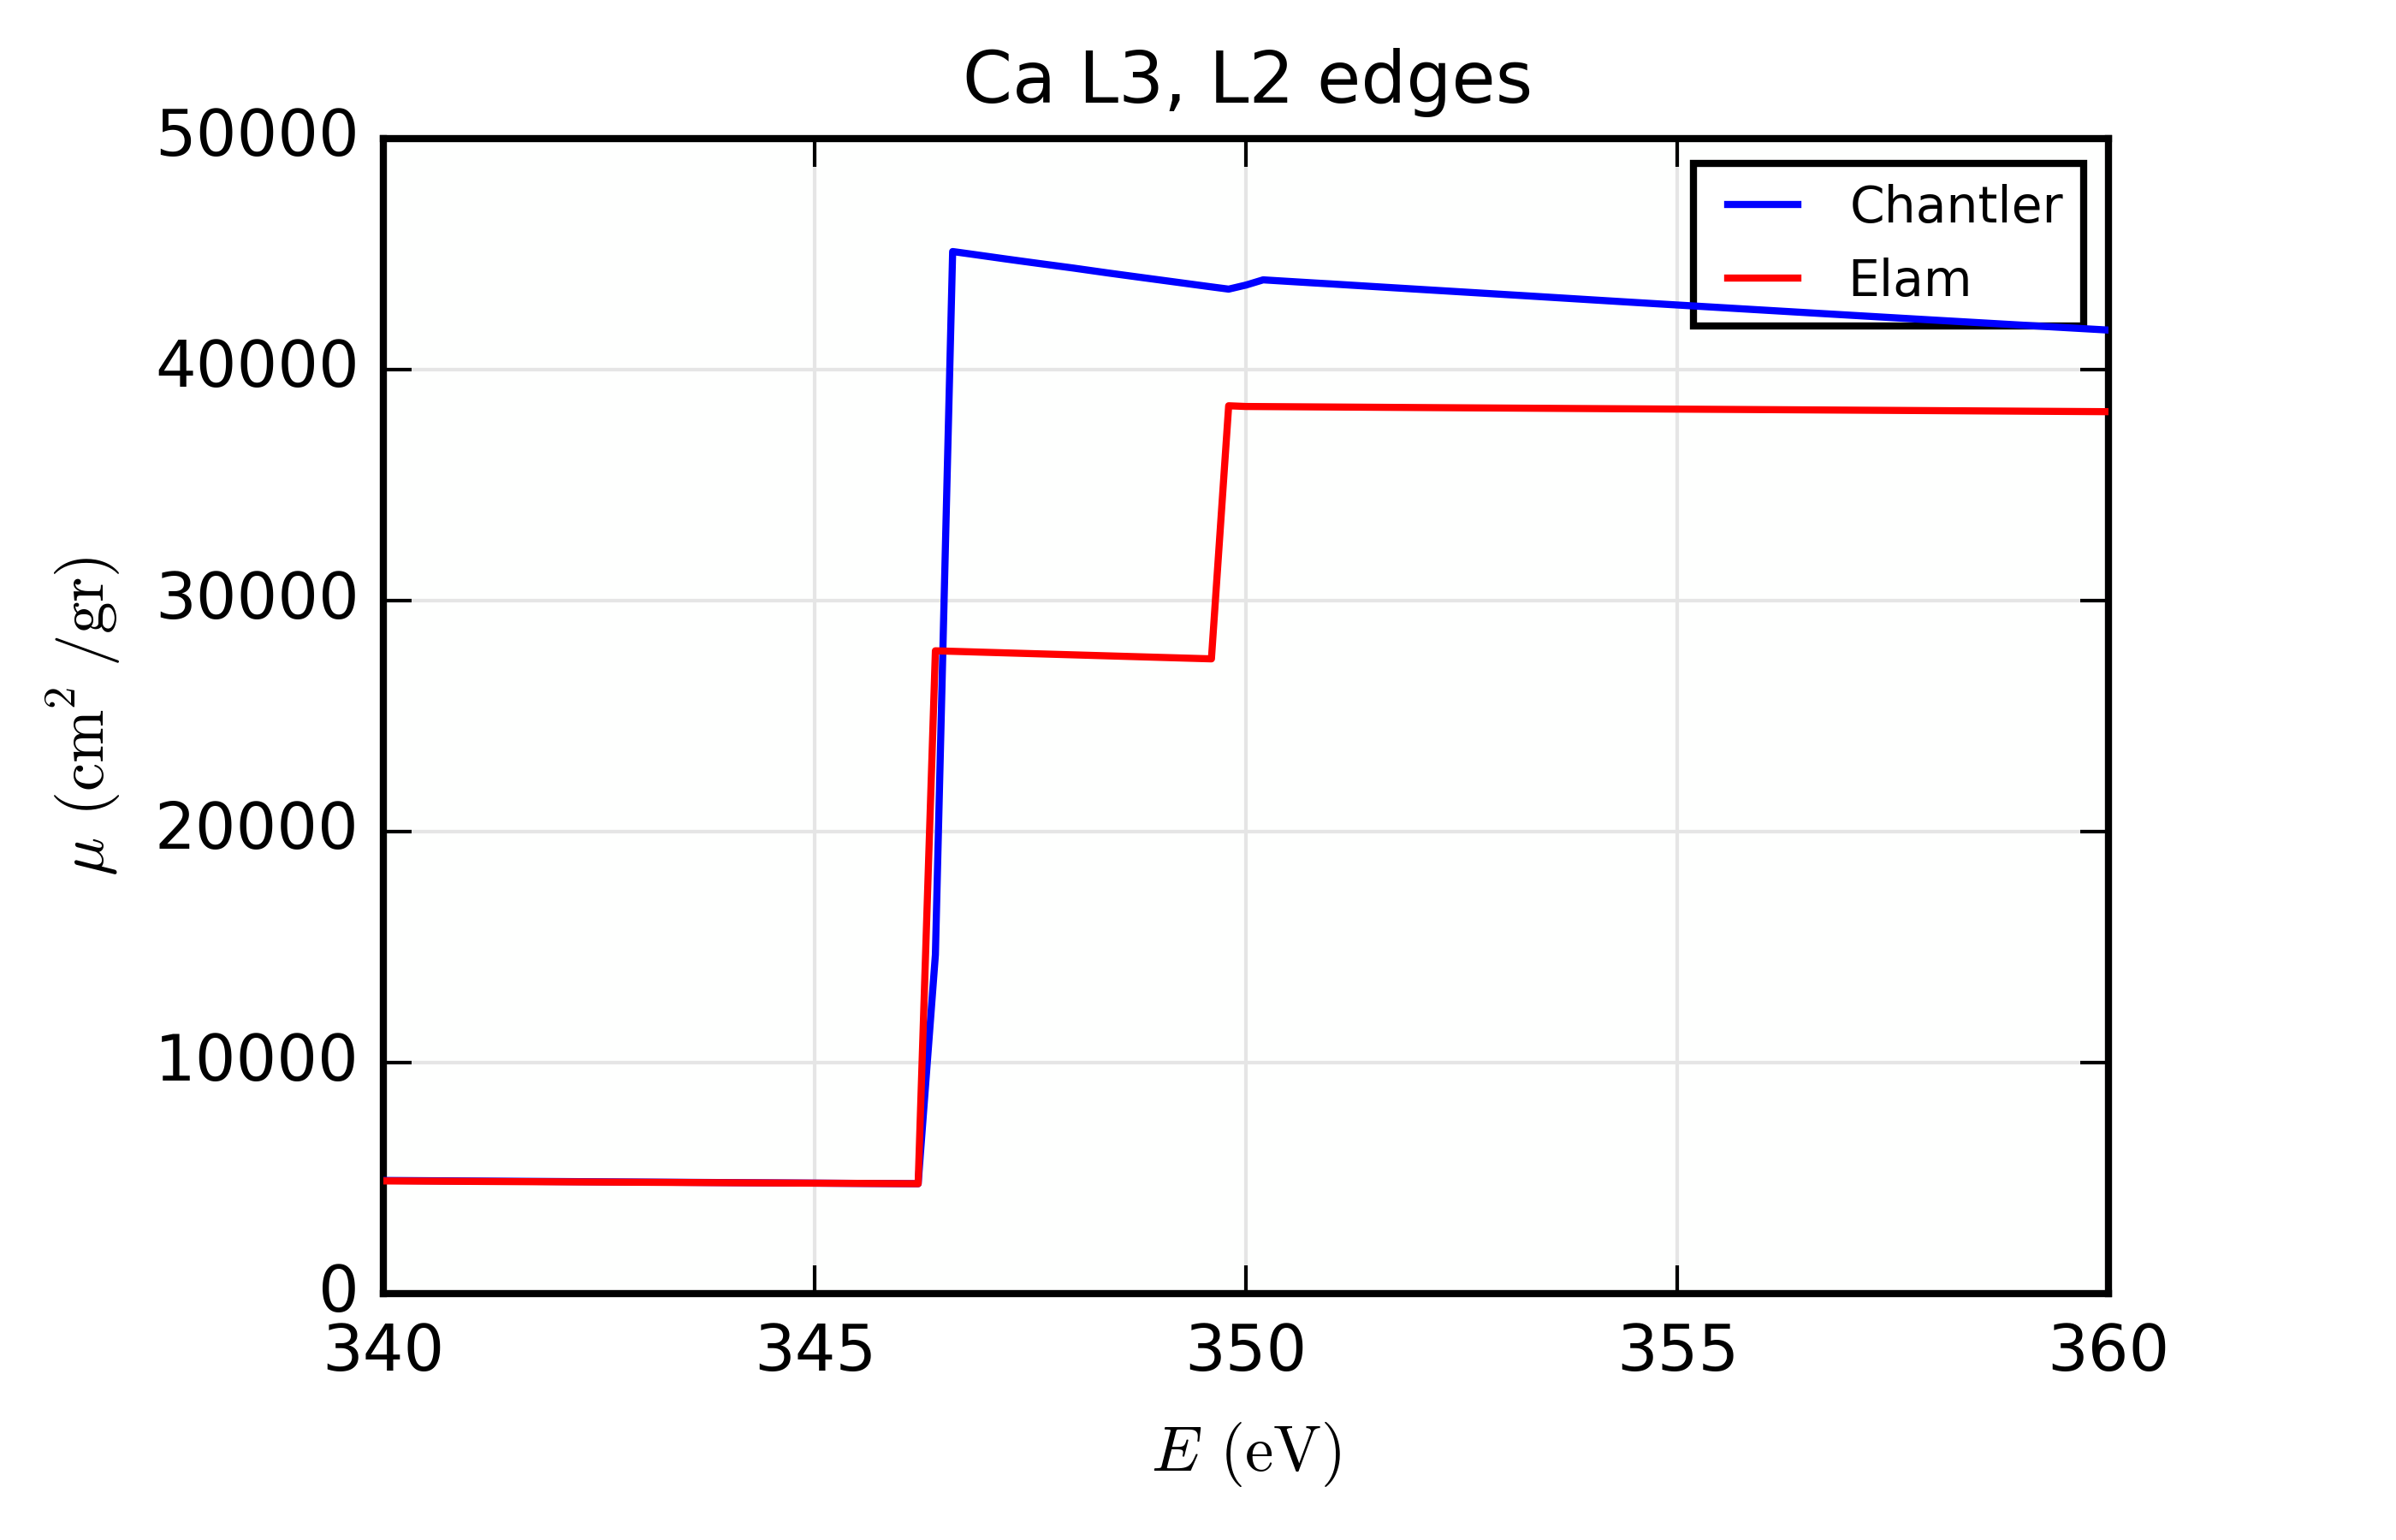 Ca L3, L2 edges
50000
40000
30000
20000
10000
0
μ (cm² /gr)
Chantler
Elam
340 345 350 355 360
E (eV)